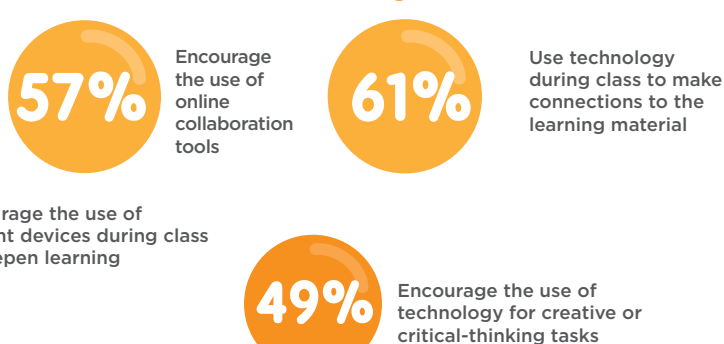 57%
Encourage
the use of
online
collaboration
tools
61%
Use technology
during class to make
connections to the
learning material
rage the use of
nt devices during class
epen learning
49%
Encourage the use of
technology for creative or
critical-thinking tasks